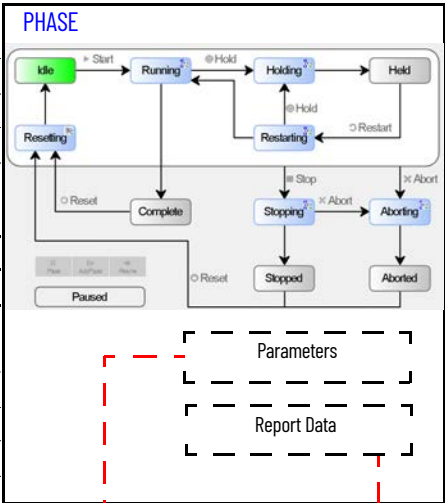 PHASE
Idle
Start
Running
Hold
Holding
Held
Hold
Resetting
Restarting
Restart
Stop
Abort
Reset
Complete
Stopping
Abort
Aborting
Reset
Stopped
Aborted
Paused
Parameters
Report Data